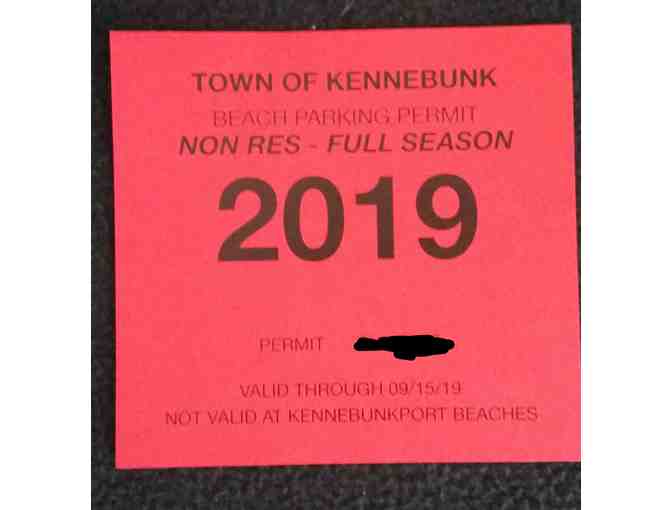 TOWN OF KENNEBUNK
BEACH PARKING PERMIT
NON RES - FULL SEASON
2019
PERMIT
VALID THROUGH 09/15/19
NOT VALID AT KENNEBUNKPORT BEACHES